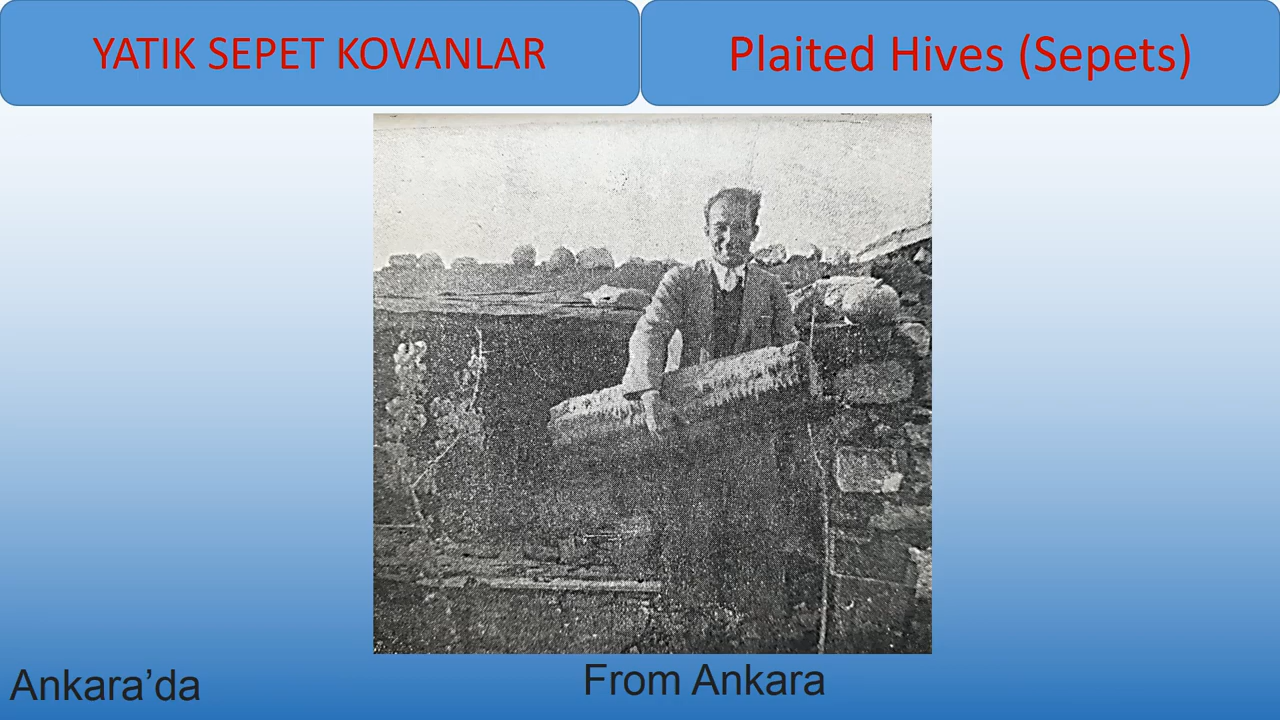 YATIK SEPET KOVANLAR
Plaited Hives (Sepets)
Ankara’da
From Ankara